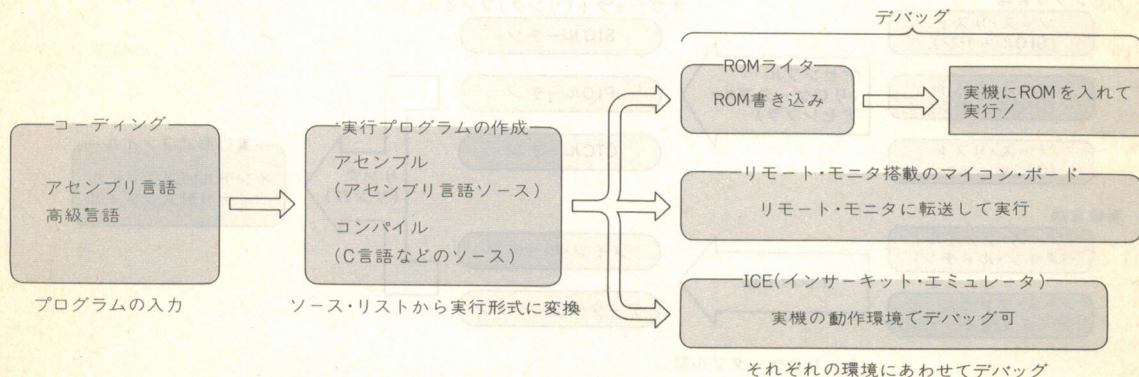 デバッグ
コーディング
アセンブリ言語
高級言語
プログラムの入力
実行プログラムの作成
アセンブル
(アセンブリ言語ソース)
コンパイル
(C言語などのソース)
ソース・リストから実行形式に変換
ROMライタ
ROM書き込み
実機にROMを入れて
実行!
リモート・モニタ搭載のマイコン・ボード
リモート・モニタに転送して実行
ICE(インサーキット・エミュレータ)
実機の動作環境でデバッグ可
それぞれの環境にあわせてデバッグ